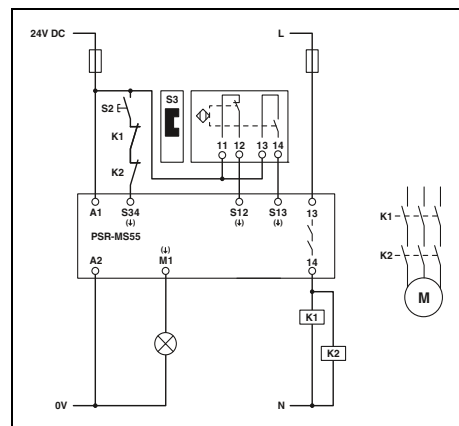 24V DC
L
S2
S3
K1
K2
11 12 13 14
A1
S34
(↓)
S12
(↓)
S13
(↓)
13
PSR-MS55
A2
(↓)
M1
14
K1
K2
0V
N
K1
K2
M